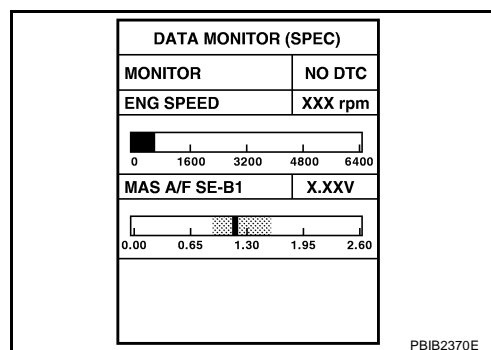 DATA MONITOR (SPEC)
MONITOR NO DTC
ENG SPEED XXX rpm
0 1600 3200 4800 6400
MAS A/F SE-B1 X.XXV
0.00 0.65 1.30 1.95 2.60
PBIB2370E